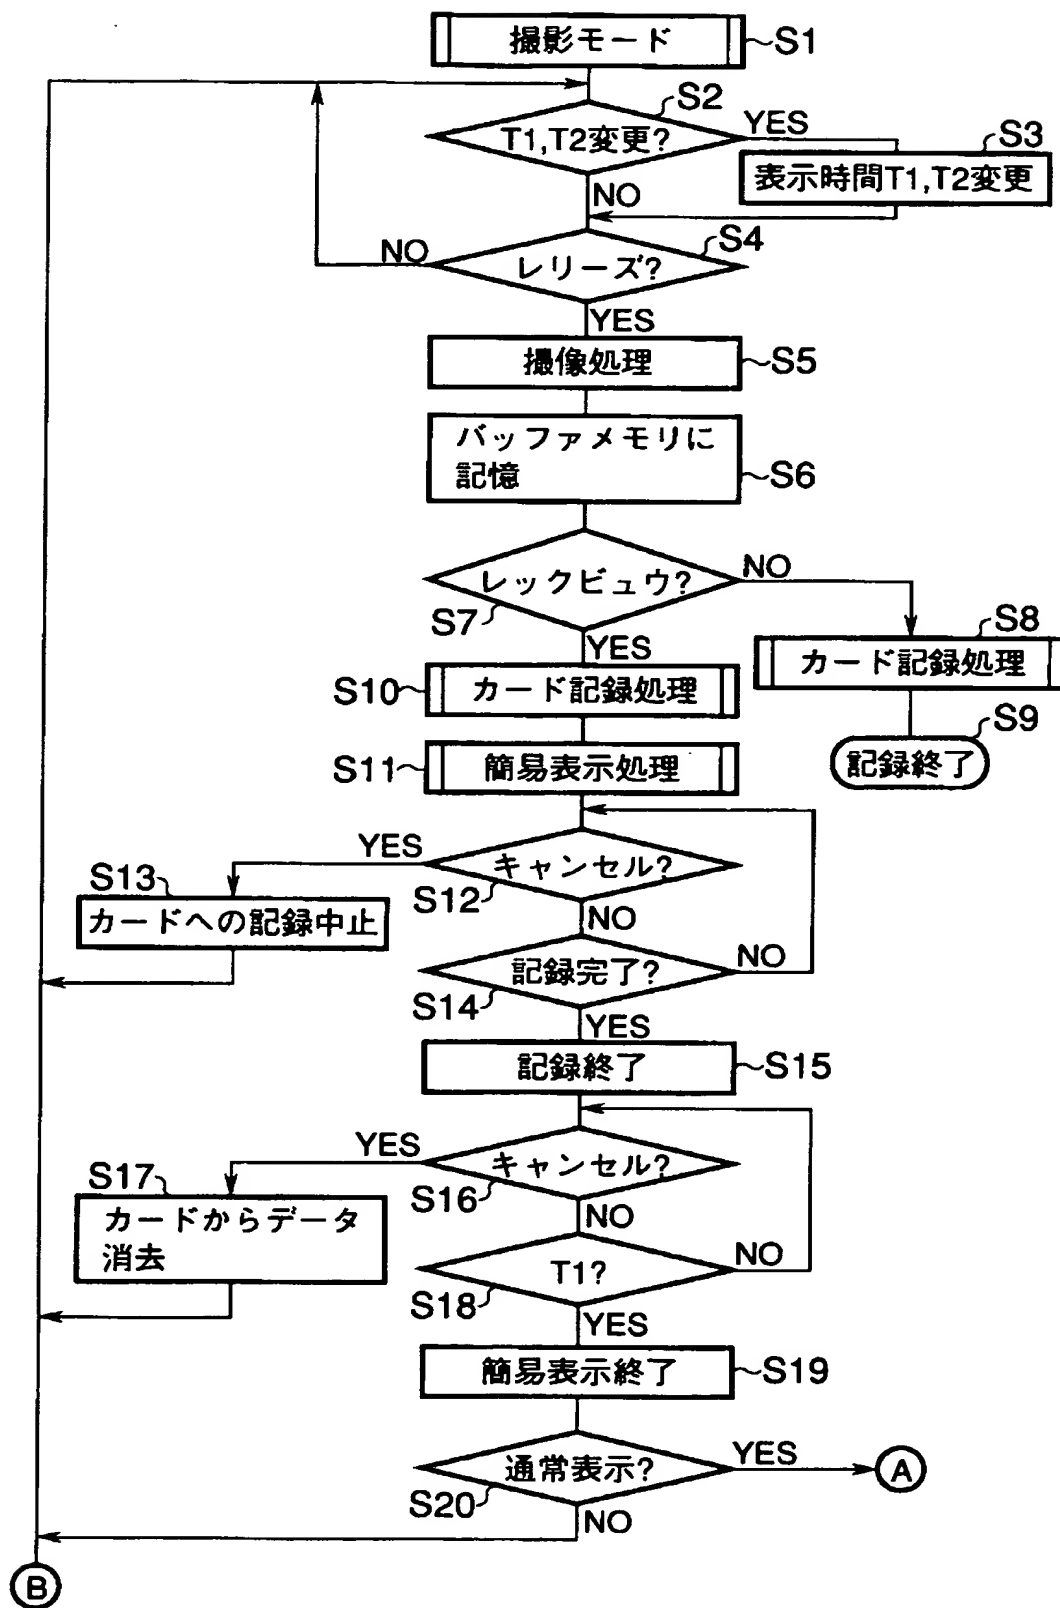 撮影モード
S1
S2
T1,T2変更?
YES
S3
表示時間T1,T2変更
NO
S4
レリーズ?
NO
YES
撮像処理
S5
バッファメモリに
記憶
S6
レックビュウ?
S7
NO
YES
S8
カード記録処理
S9
記録終了
S10
カード記録処理
S11
簡易表示処理
キャンセル?
S12
YES
S13
カードへの記録中止
NO
記録完了?
S14
NO
YES
記録終了
S15
キャンセル?
S16
YES
S17
カードからデータ
消去
NO
T1?
S18
NO
YES
簡易表示終了
S19
通常表示?
S20
YES
A
NO
B